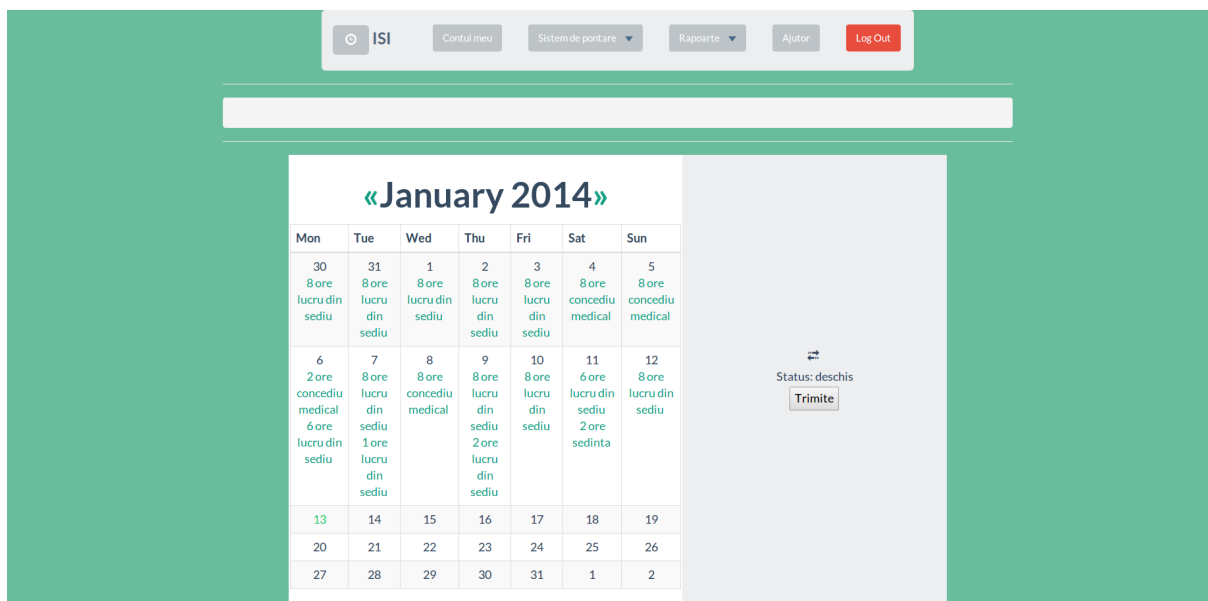 ISI
Contul meu
Sistem de pontare
Rapoarte
Ajutor
Log Out
«January 2014»
Mon Tue Wed Thu Fri Sat Sun
30
8 ore
lucru din
sediu
31
8 ore
lucru
din
sediu
1
8 ore
lucru din
sediu
2
8 ore
lucru
din
sediu
3
8 ore
lucru
din
sediu
4
8 ore
concediu
medical
5
8 ore
concediu
medical
6
2 ore
concediu
medical
6 ore
lucru din
sediu
7
8 ore
lucru
din
sediu
1 ore
lucru
din
sediu
8
8 ore
concediu
medical
9
8 ore
lucru
din
sediu
2 ore
lucru
din
sediu
10
8 ore
lucru
din
sediu
11
6 ore
lucru din
sediu
2 ore
sedinta
12
8 ore
lucru din
sediu
13 14 15 16 17 18 19
20 21 22 23 24 25 26
27 28 29 30 31 1 2
Status: deschis
Trimite